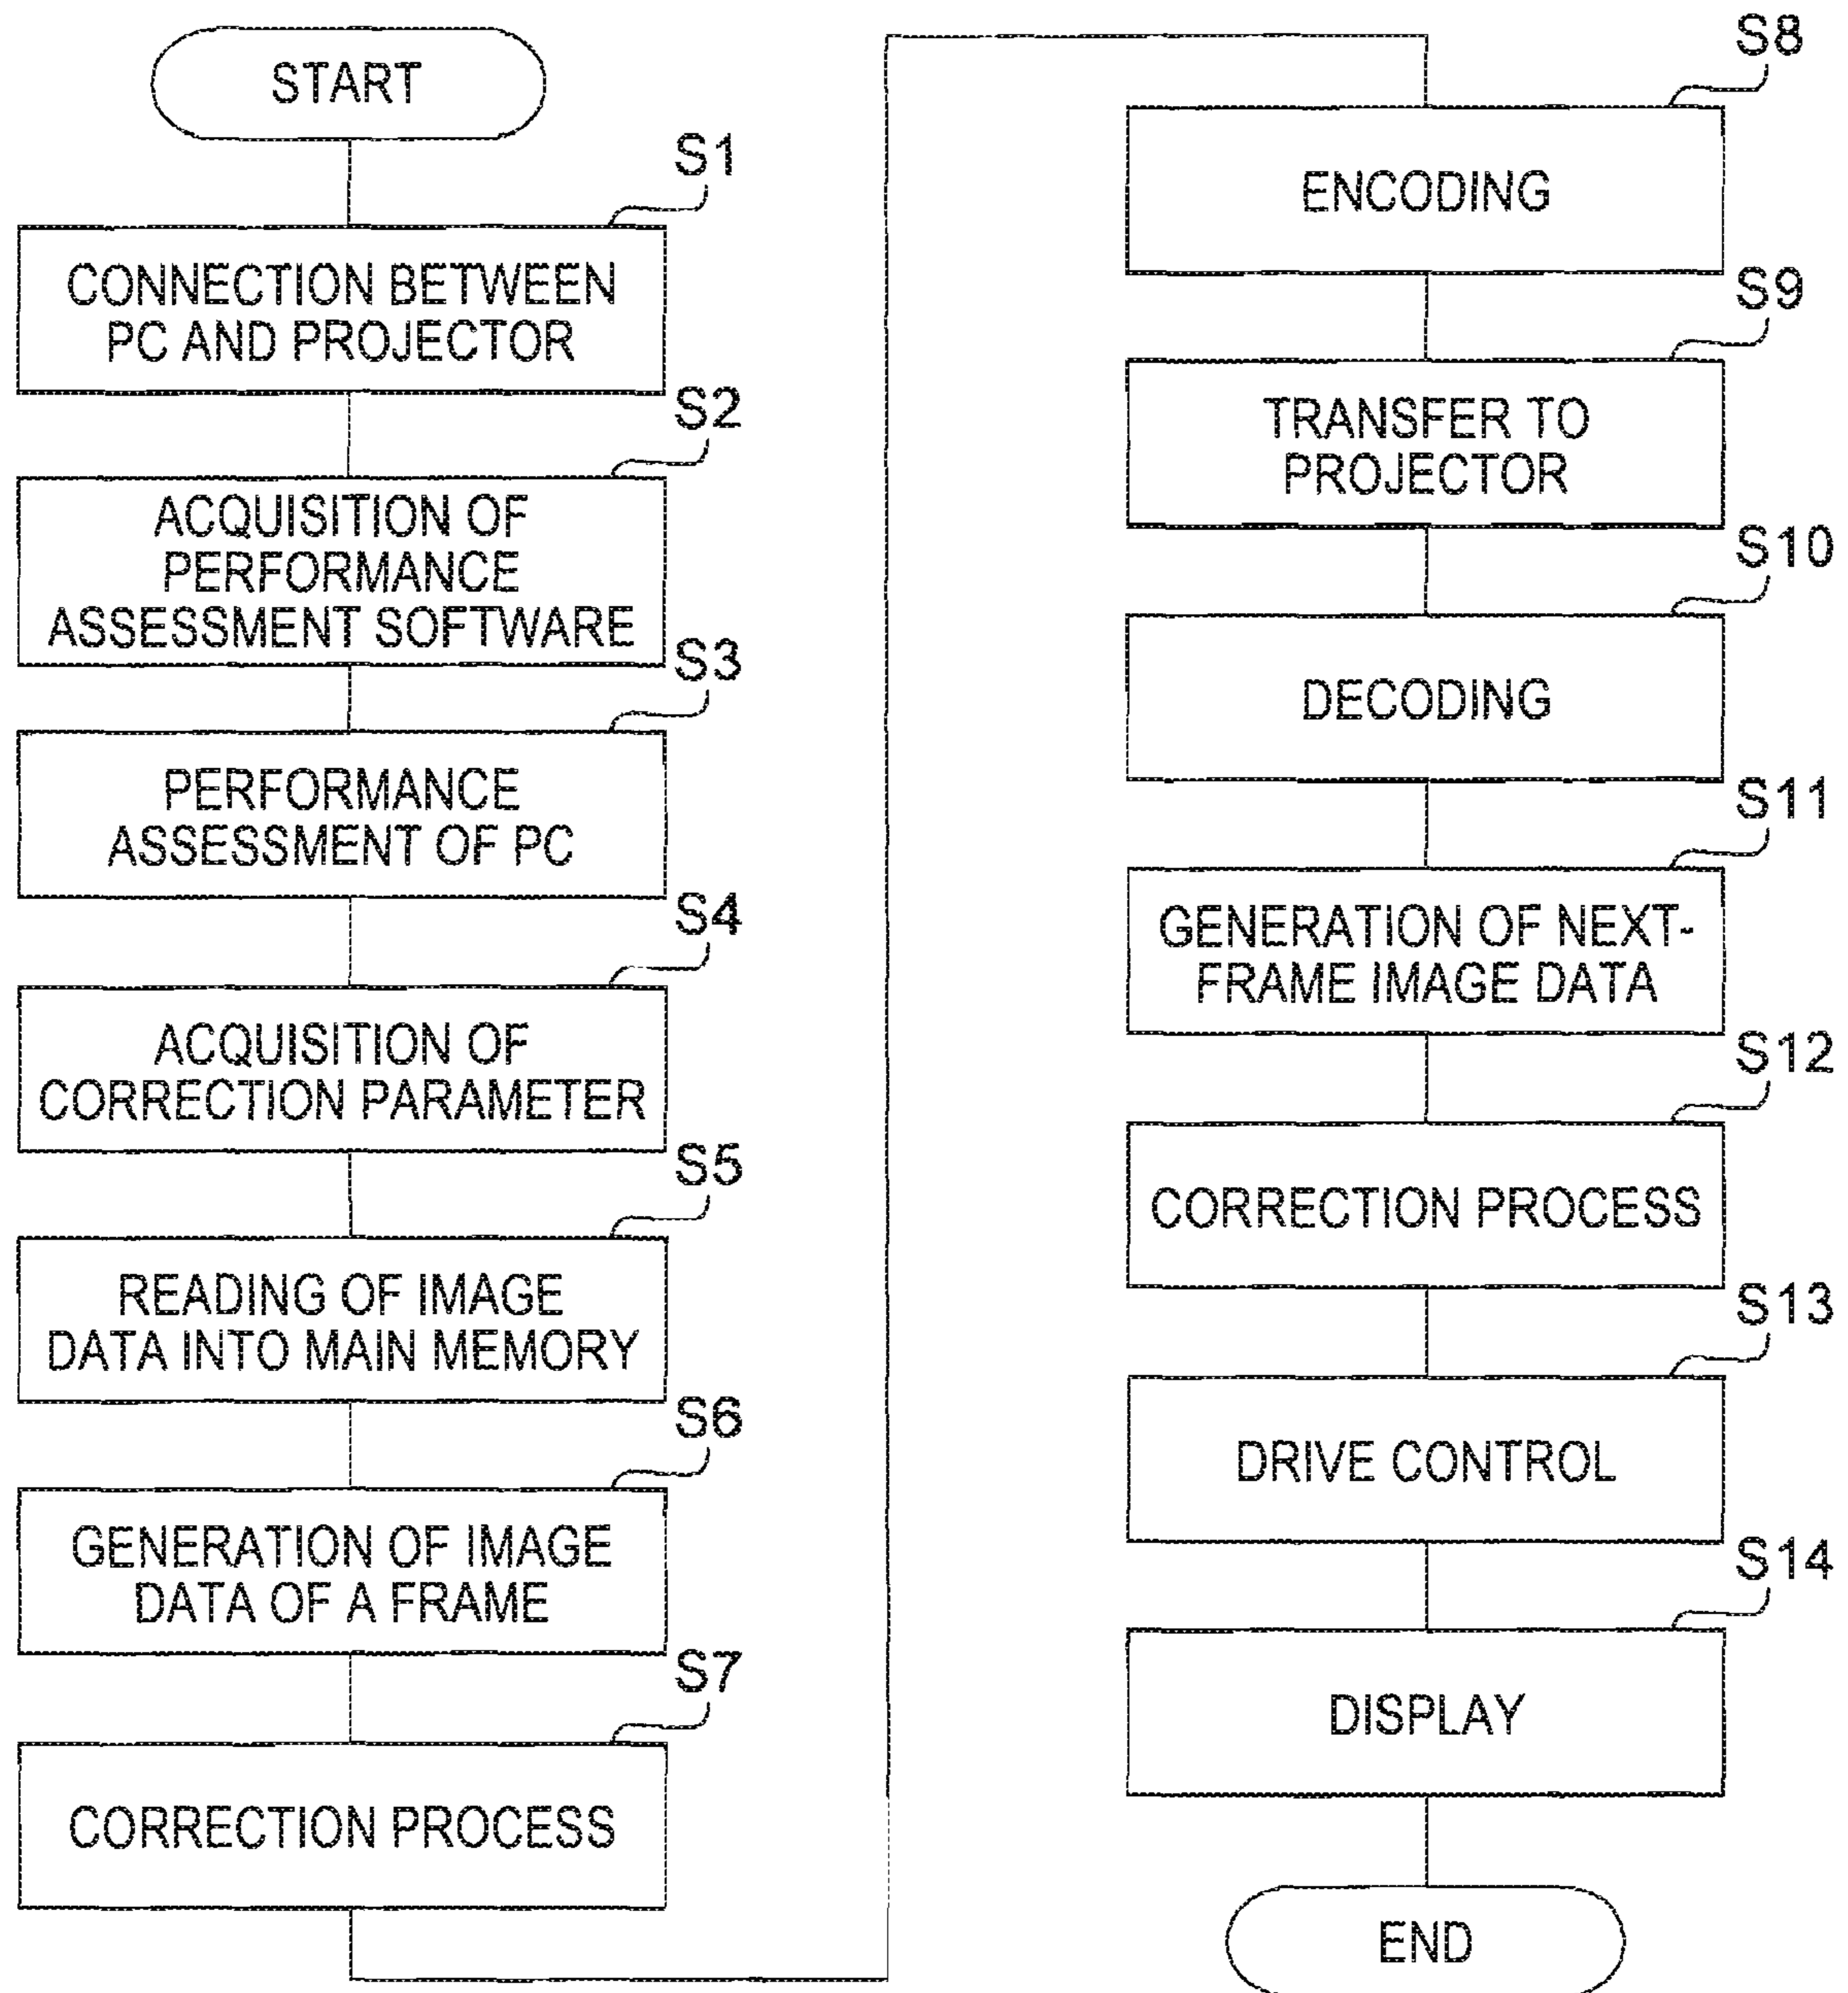 START
S1
CONNECTION BETWEEN
PC AND PROJECTOR
S2
ACQUISITION OF
PERFORMANCE
ASSESSMENT SOFTWARE
S3
PERFORMANCE
ASSESSMENT OF PC
S4
ACQUISITION OF
CORRECTION PARAMETER
S5
READING OF IMAGE
DATA INTO MAIN MEMORY
S6
GENERATION OF IMAGE
DATA OF A FRAME
S7
CORRECTION PROCESS
S8
ENCODING
S9
TRANSFER TO
PROJECTOR
S10
DECODING
S11
GENERATION OF NEXT-
FRAME IMAGE DATA
S12
CORRECTION PROCESS
S13
DRIVE CONTROL
S14
DISPLAY
END